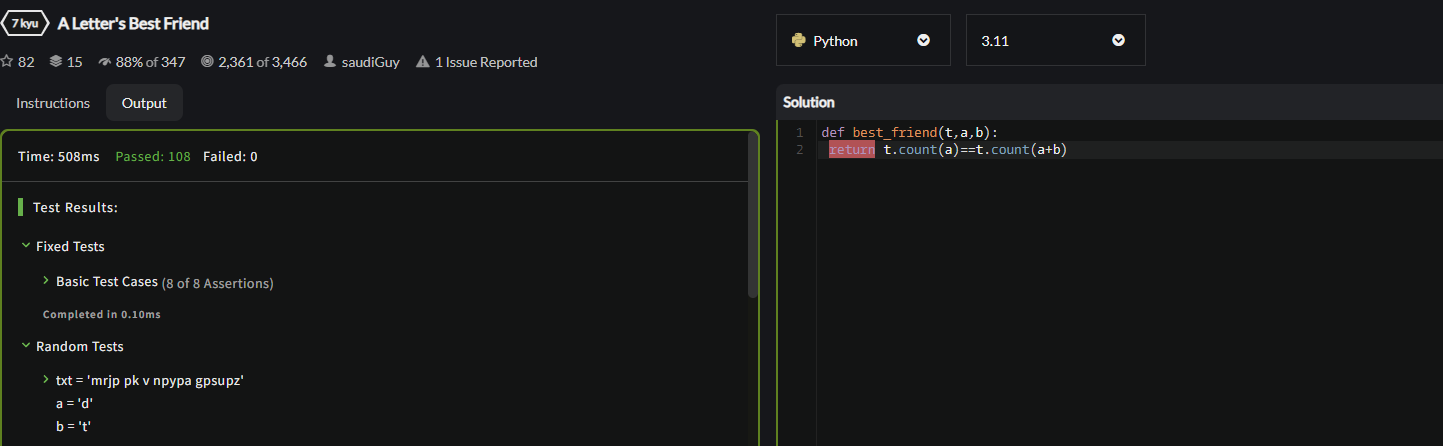 7 kyu A Letter's Best Friend
82 15 88% of 347 2,361 of 3,466 saudiGuy 1 Issue Reported
Instructions Output
Time: 508ms Passed: 108 Failed: 0
Test Results:
Fixed Tests
Basic Test Cases (8 of 8 Assertions)
Completed in 0.10ms
Random Tests
txt = 'mrjp pk v npypa gpsupz'
a = 'd'
b = 't'
Python 3.11
Solution
1 def best_friend(t,a,b):
2 return t.count(a)==t.count(a+b)